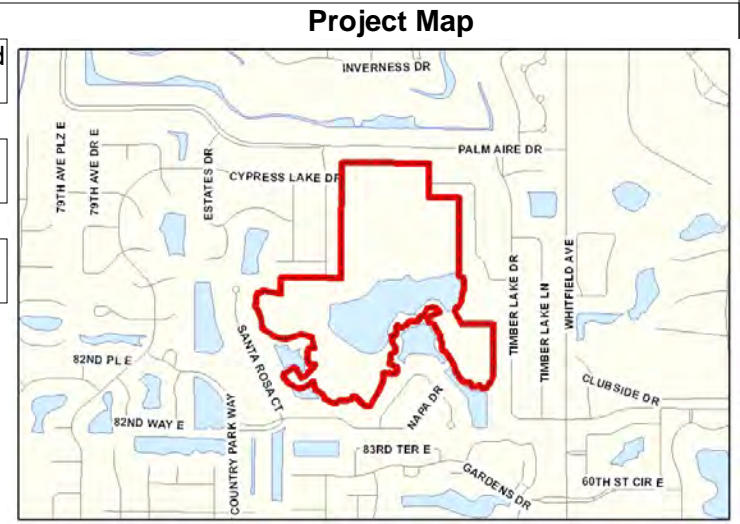 Project Map
d
INVERNESS DR
PALM AIRE DR
79TH AVE PLZ E
79TH AVE DR E
ESTATES DR
CYPRESS LAKE DR
TIMBER LAKE DR
TIMBER LAKE LN
WHITFIELD AVE
SANTA ROSA CT
82ND PL E
82ND WAY E
COUNTRY PARK WAY
NAPA DR
CLUBSIDE DR
83RD TER E
GARDENS DR
60TH ST CIR E